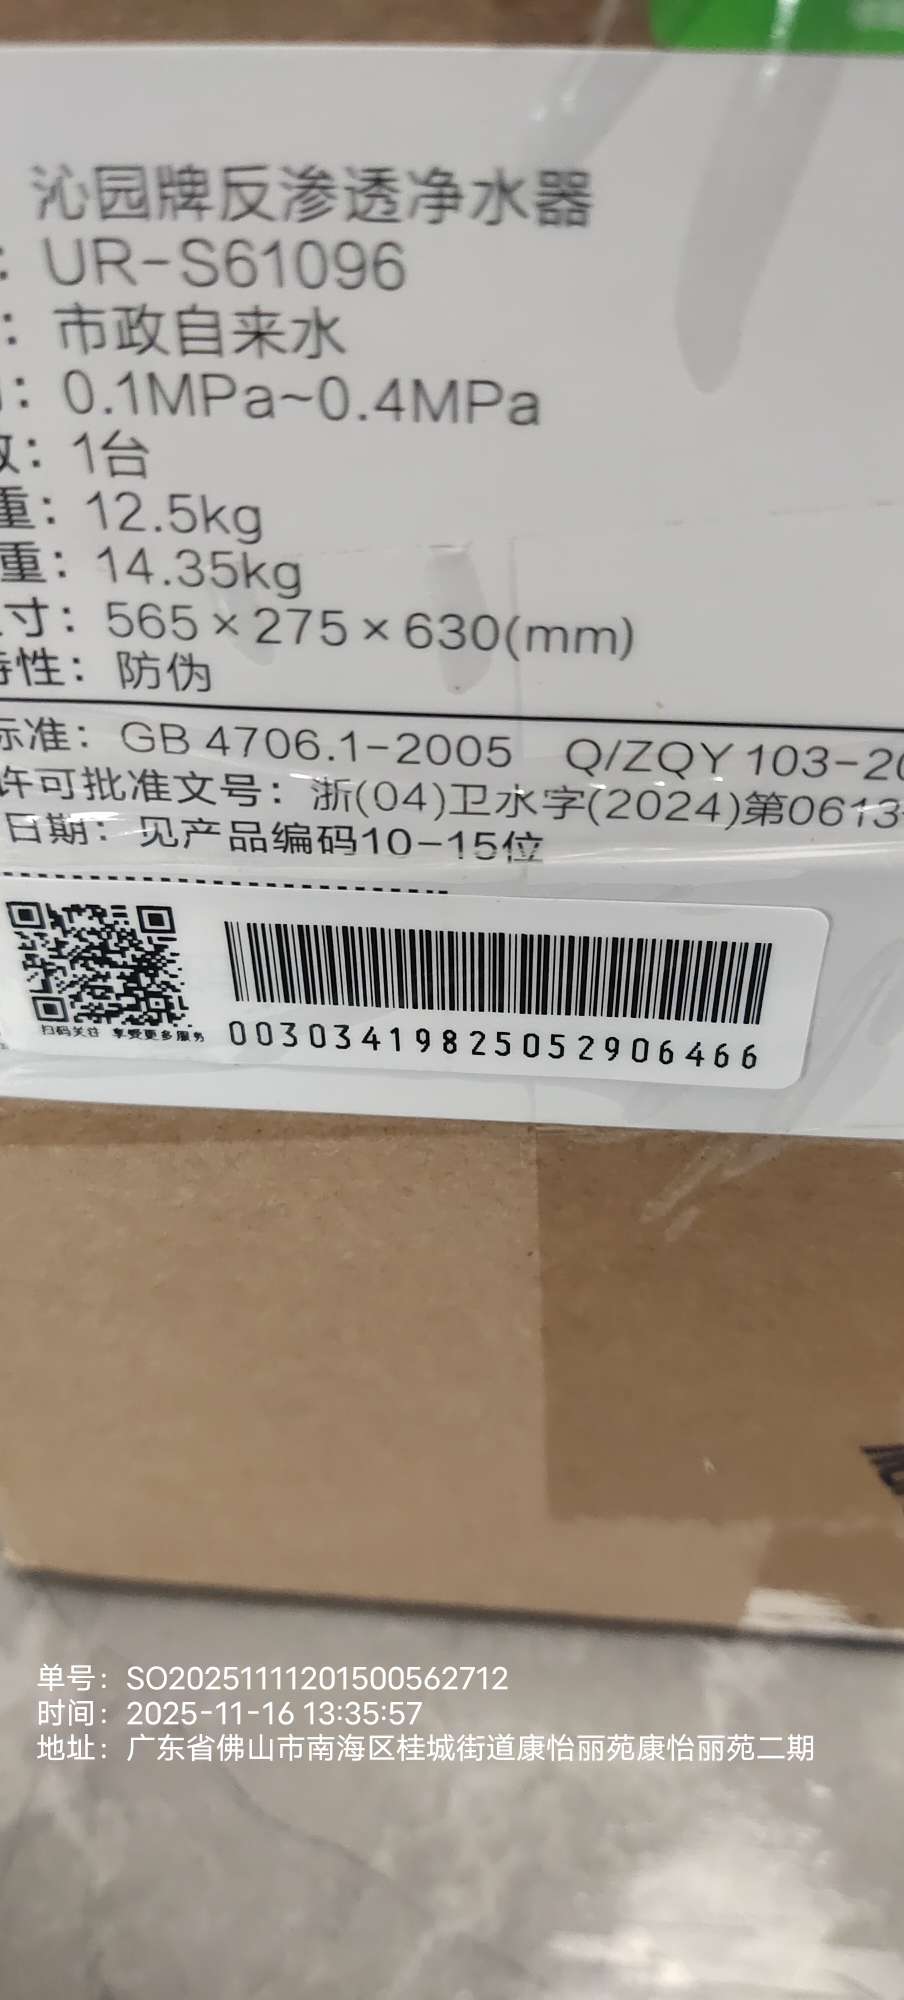 沁园牌反渗透净水器
: UR-S61096
: 市政自来水
: 0.1MPa~0.4MPa
数: 1台
重: 12.5kg
重: 14.35kg
寸: 565×275×630(mm)
特性: 防伪
标准: GB 4706.1-2005 Q/ZQY 103-20
许可批准文号: 浙(04)卫水字(2024)第0613
日期: 见产品编码10-15位
扫码关注 享受更多服务
00303419825052906466
单号: SO20251111201500562712
时间: 2025-11-16 13:35:57
地址: 广东省佛山市南海区桂城街道康怡丽苑康怡丽苑二期